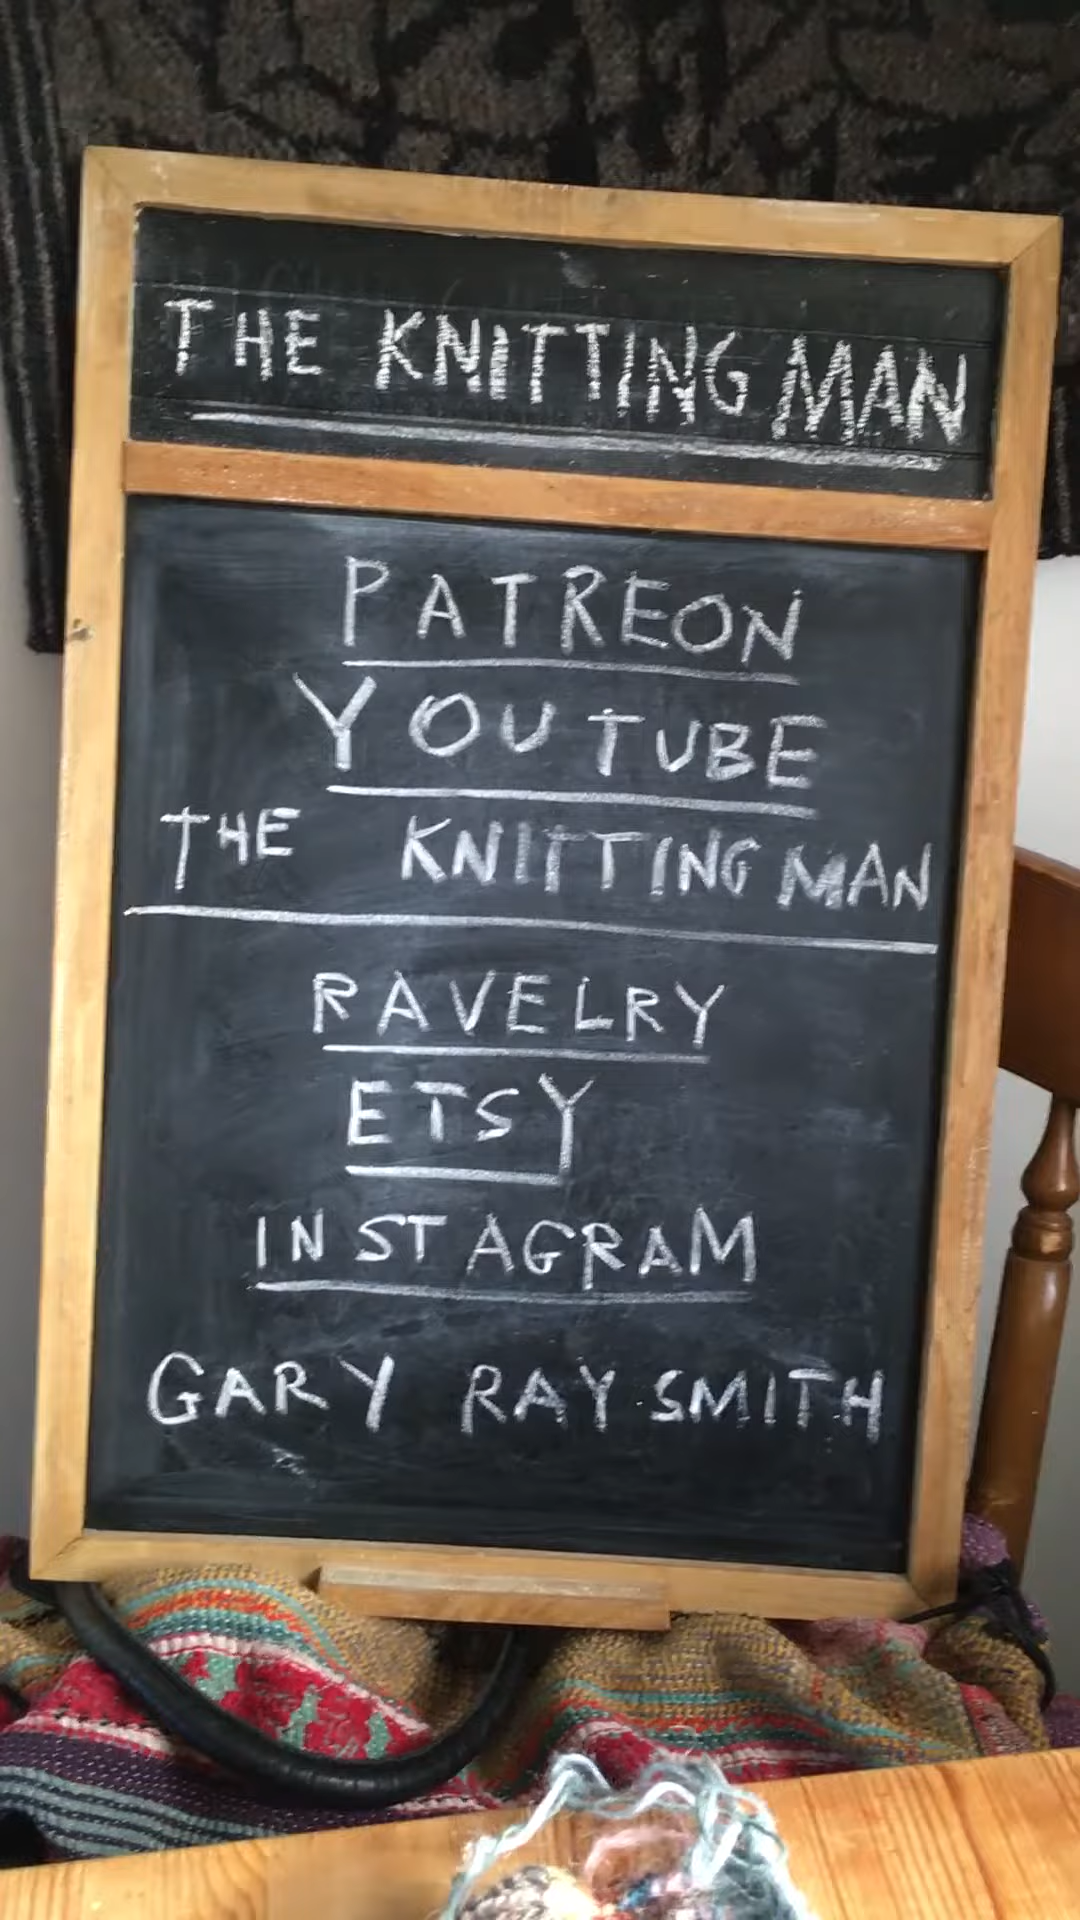 THE KNITTING MAN
PATREON
YOUTUBE
THE KNITTING MAN
RAVELRY
ETSY
INSTAGRAM
GARY RAY SMITH